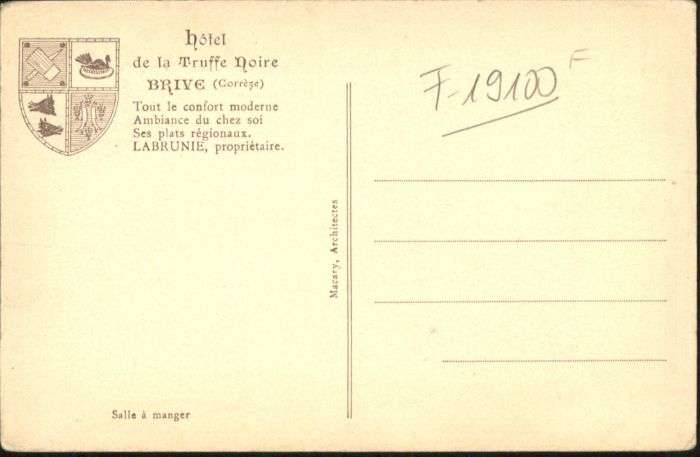 hôtel
de la Truffe Noire
BRIVE (Corrèze)
Tout le confort moderne
Ambiance du chez soi
Ses plats régionaux.
LABRUNIE, propriétaire.
F-19100 F
Macary, Architectes
Salle à manger